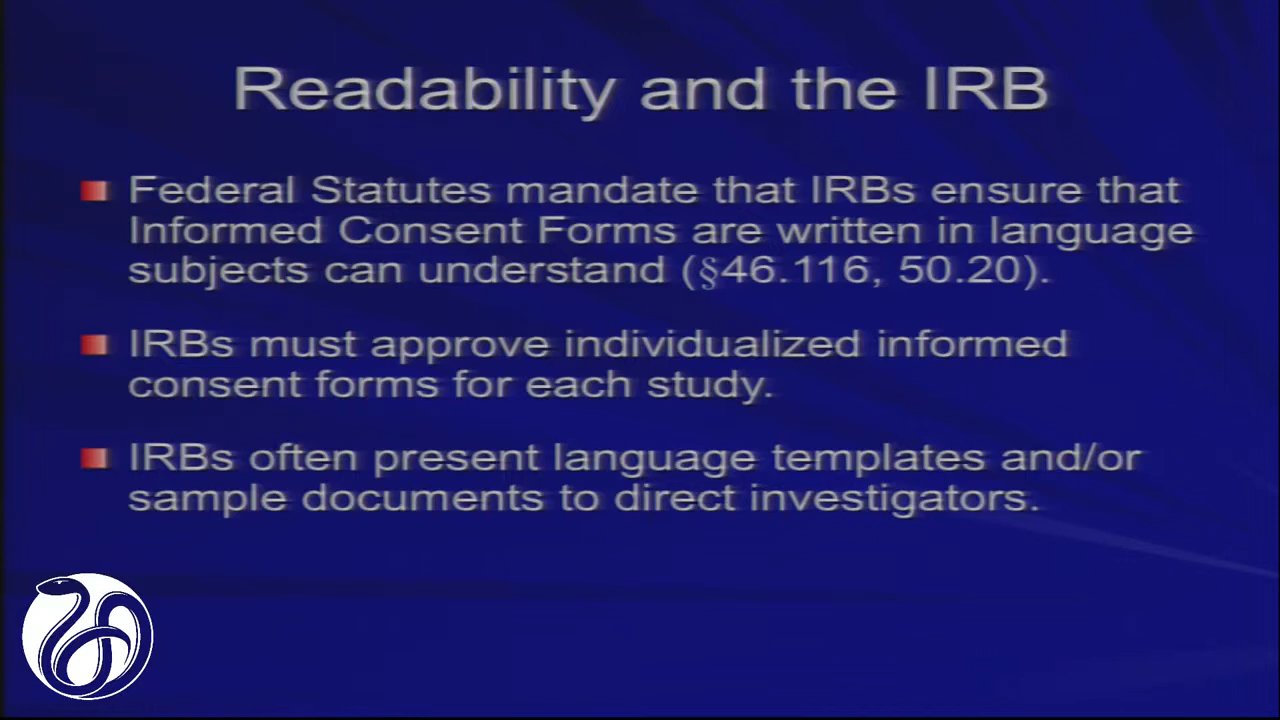 Readability and the IRB
Federal Statutes mandate that IRBs ensure that
Informed Consent Forms are written in language
subjects can understand (§46.116, 50.20).
IRBs must approve individualized informed
consent forms for each study.
IRBs often present language templates and/or
sample documents to direct investigators.